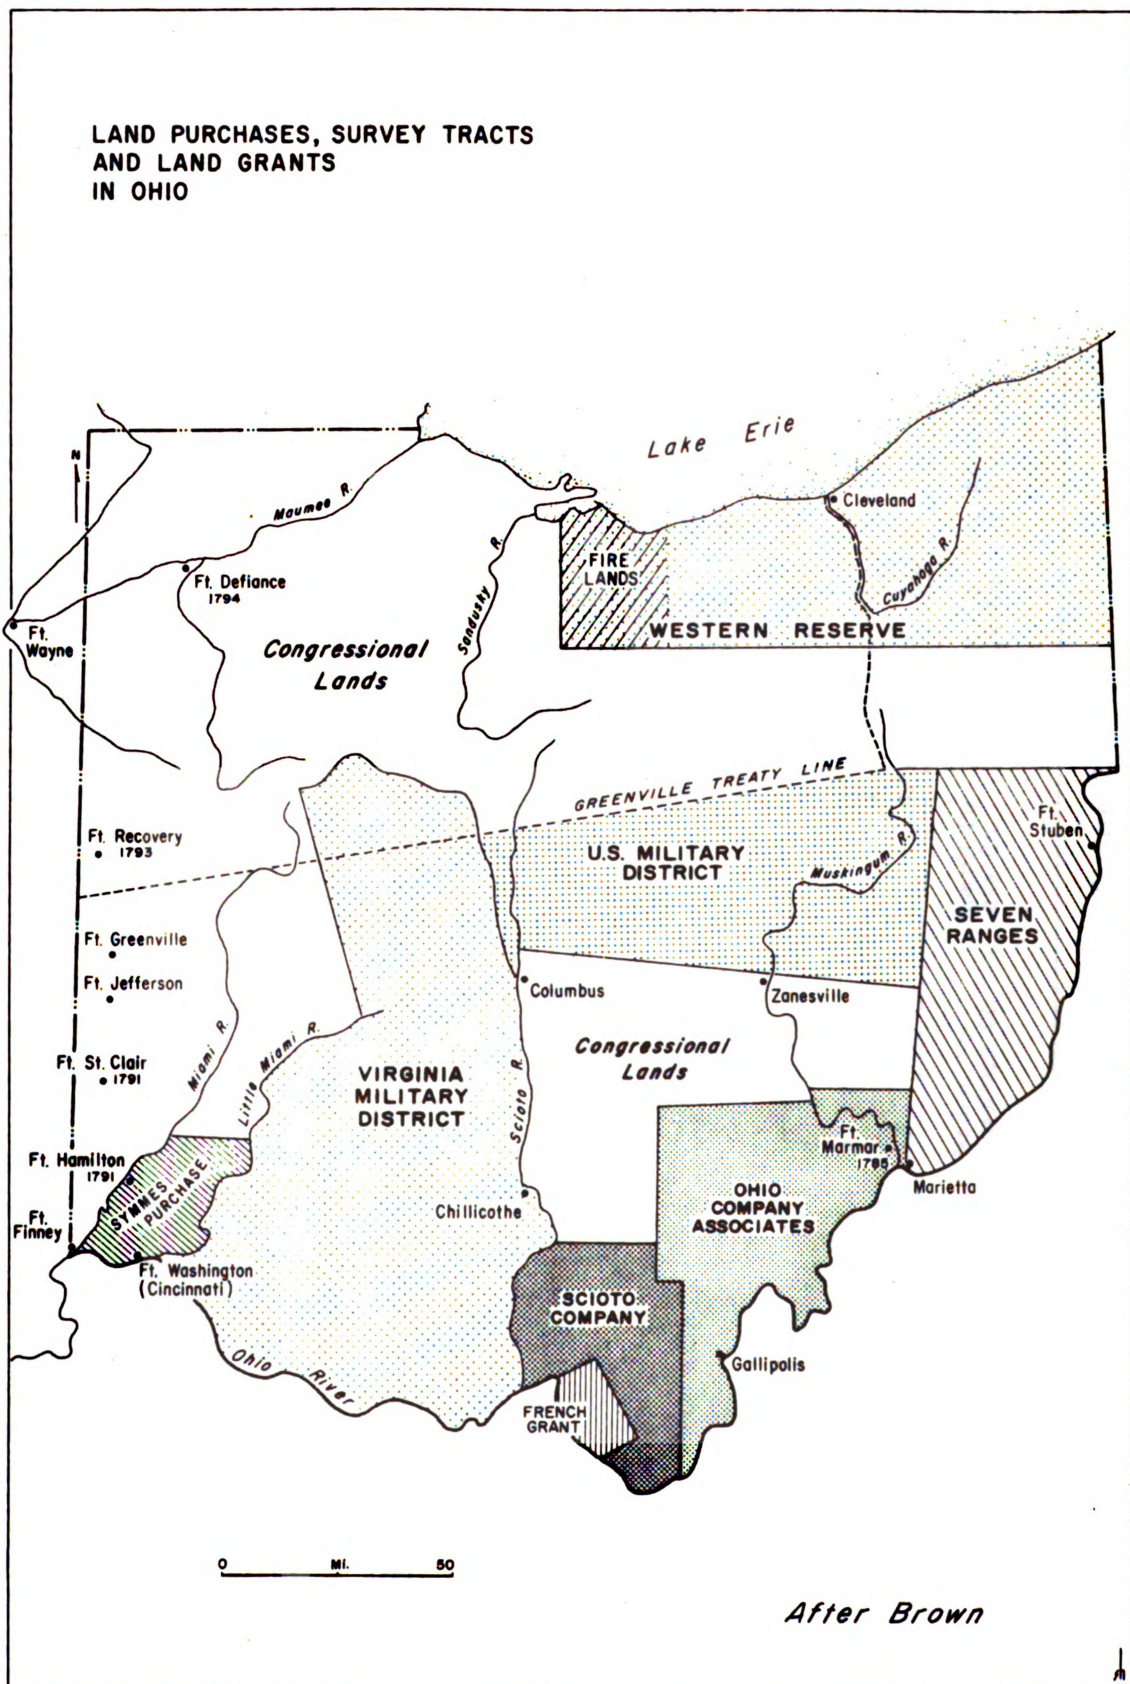 LAND PURCHASES, SURVEY TRACTS
AND LAND GRANTS
IN OHIO
Lake Erie
N
Maumee R.
Cleveland
Ft. Defiance
1794
Sandusky R.
FIRE
LANDS
Cuyahoga R.
Ft.
Wayne
WESTERN RESERVE
Congressional
Lands
GREENVILLE TREATY LINE
Ft. Recovery
1793
Ft.
Stuben
U.S. MILITARY
DISTRICT
Muskingum R.
SEVEN
RANGES
Ft. Greenville
Ft. Jefferson
Columbus
Zanesville
Ft. St. Clair
1791
Miami R.
Little Miami R.
VIRGINIA
MILITARY
DISTRICT
Scioto R.
Congressional
Lands
Ft. Hamilton
1791
SYMMES
PURCHASE
Ft.
Marmar
1785
Marietta
Ft.
Finney
Chillicothe
OHIO
COMPANY
ASSOCIATES
Ft. Washington
(Cincinnati)
SCIOTO
COMPANY
Ohio River
Gallipolis
FRENCH
GRANT
0 MI. 50
After Brown